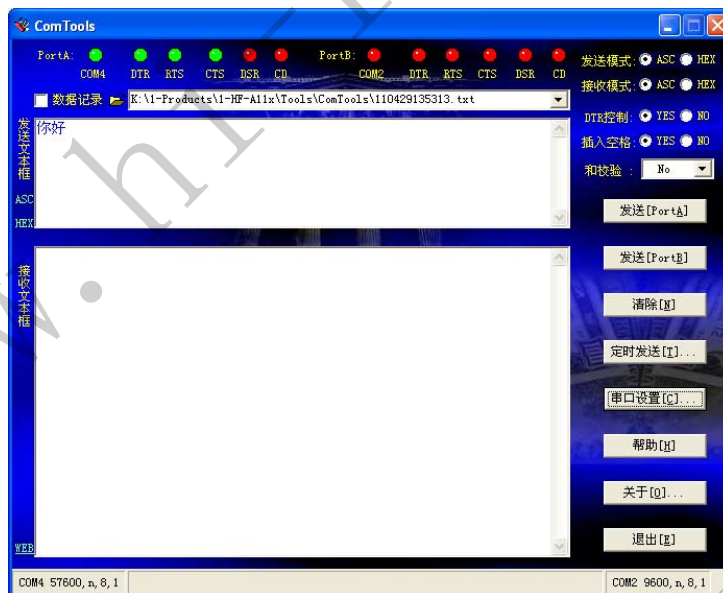 ComTools
PortA: PortB:
COM4 DTR RTS CTS DSR CD COM2 DTR RTS CTS DSR CD
发送模式: ASC HEX
接收模式: ASC HEX
数据记录 K:\1-Products\1-HF-A11x\Tools\ComTools\110429135313.txt
DTR控制: YES NO
插入空格: YES NO
和校验 : No
发送文本框
ASC
HEX
你好
发送[PortA]
发送[PortB]
接收文本框
清除[N]
定时发送[T]...
串口设置[C]...
帮助[H]
关于[O]...
退出[E]
WEB
COM4 57600, n, 8, 1
COM2 9600, n, 8, 1